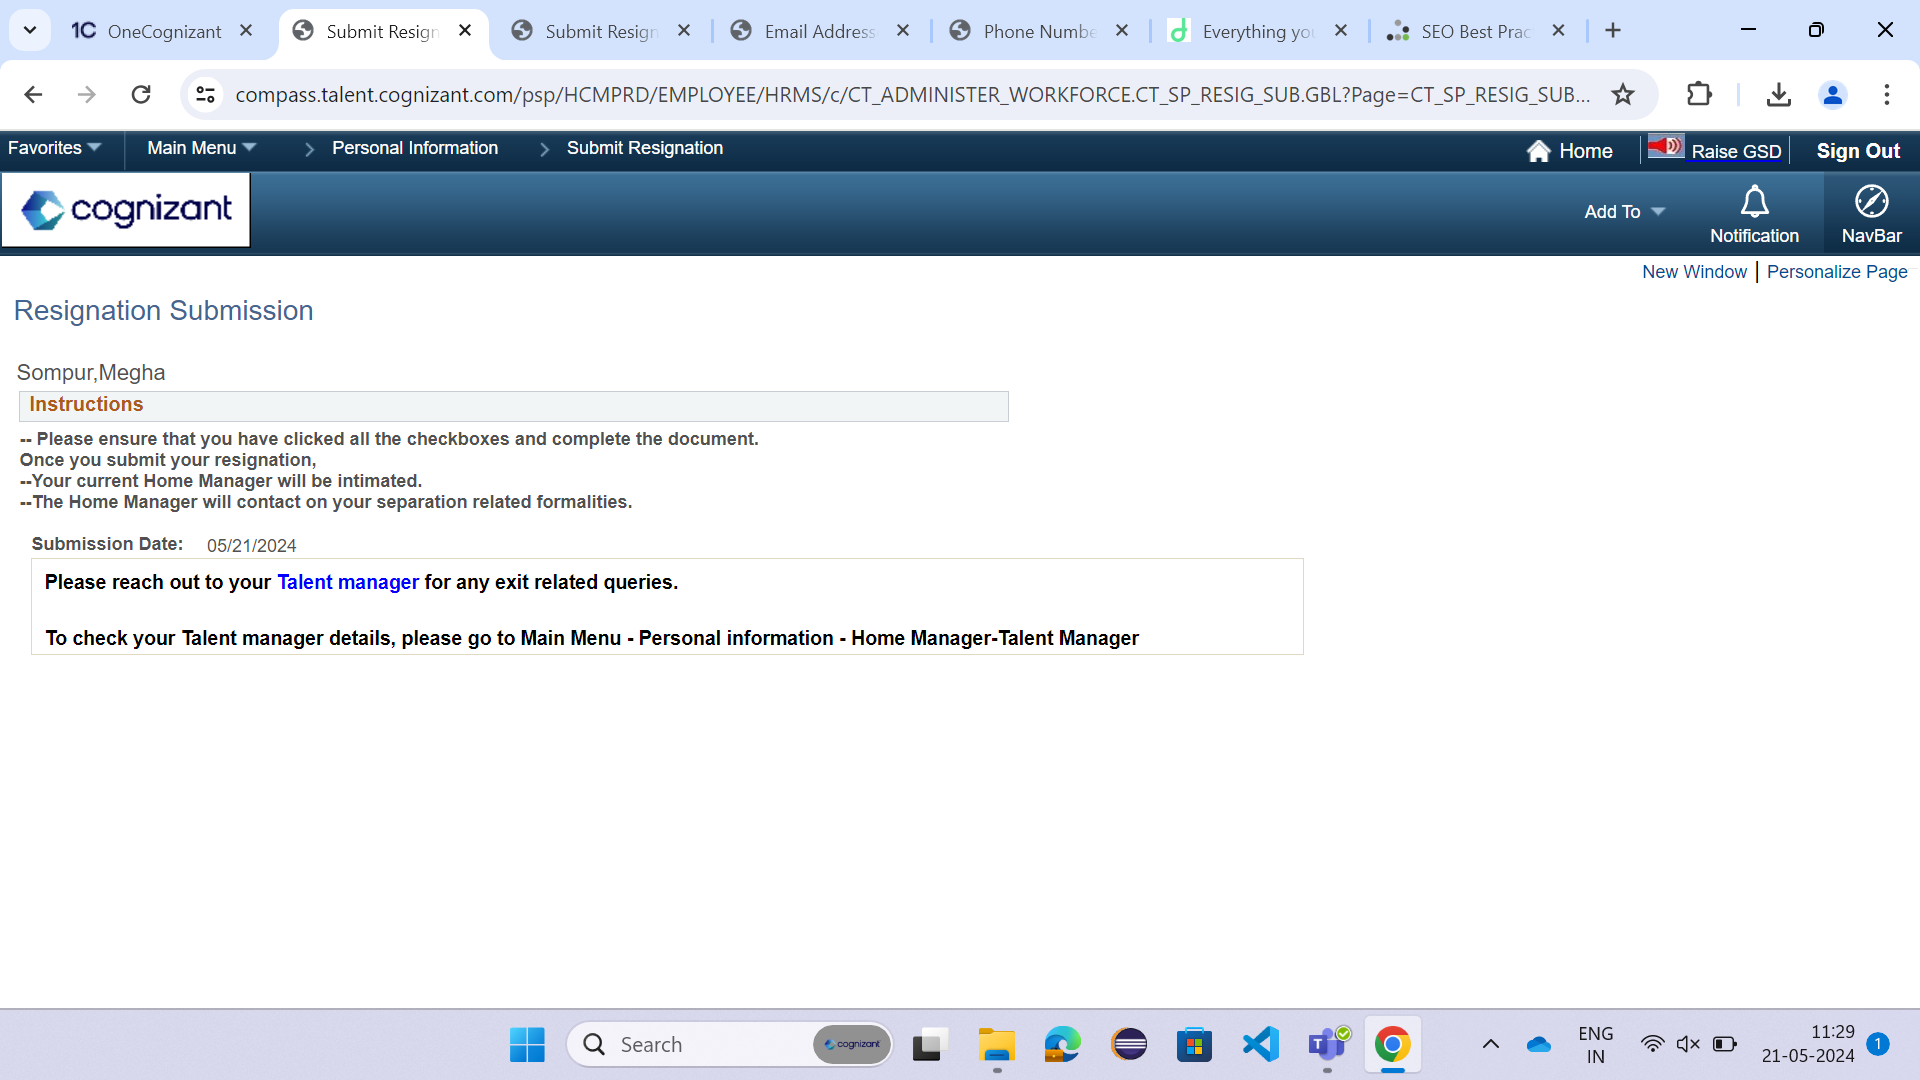 1C OneCognizant
Submit Resign
Submit Resign
Email Address
Phone Numbe
Everything you
SEO Best Prac
compass.talent.cognizant.com/psp/HCMPRD/EMPLOYEE/HRMS/c/CT_ADMINISTER_WORKFORCE.CT_SP_RESIG_SUB.GBL?Page=CT_SP_RESIG_SUB...
Favorites Main Menu > Personal Information > Submit Resignation
Home Raise GSD Sign Out
cognizant
Add To Notification NavBar
New Window | Personalize Page
Resignation Submission
Sompur,Megha
Instructions
-- Please ensure that you have clicked all the checkboxes and complete the document.
Once you submit your resignation,
--Your current Home Manager will be intimated.
--The Home Manager will contact on your separation related formalities.
Submission Date: 05/21/2024
Please reach out to your Talent manager for any exit related queries.
To check your Talent manager details, please go to Main Menu - Personal information - Home Manager-Talent Manager
Search cognizant
ENG
IN
11:29
21-05-2024
1